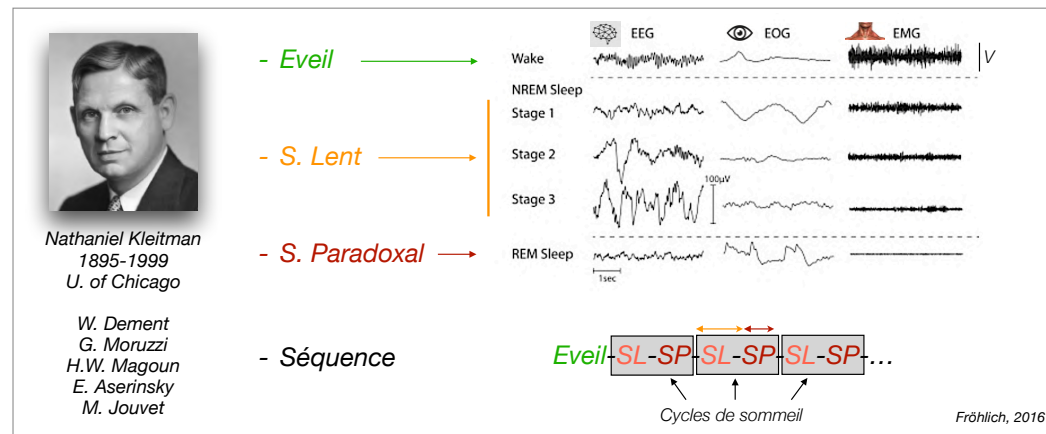 Nathaniel Kleitman
1895-1999
U. of Chicago
W. Dement
G. Moruzzi
H.W. Magoun
E. Aserinsky
M. Jouvet
- Eveil
- S. Lent
- S. Paradoxal
- Séquence
EEG EOG EMG
Wake
V
NREM Sleep
Stage 1
Stage 2
100µV
Stage 3
REM Sleep
1sec
Eveil-SL-SP-SL-SP-SL-SP-...
Cycles de sommeil
Fröhlich, 2016